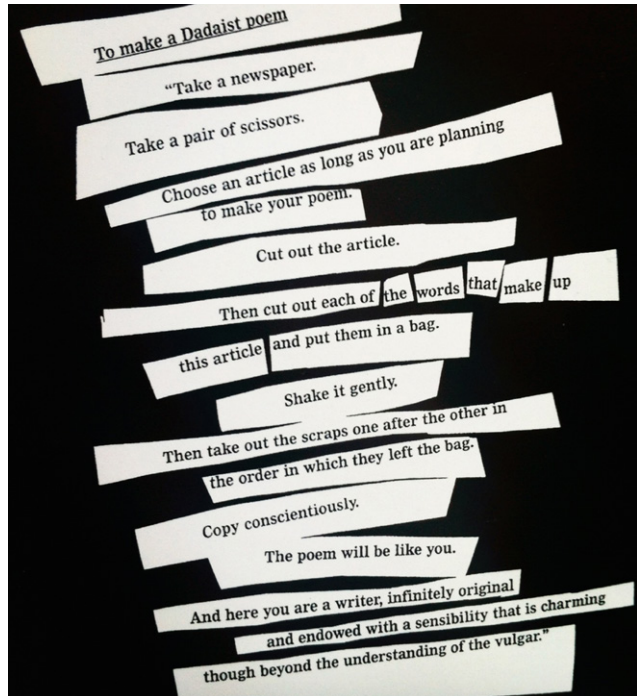 To make a Dadaist poem
“Take a newspaper.
Take a pair of scissors.
Choose an article as long as you are planning
to make your poem.
Cut out the article.
Then cut out each of the words that make up
this article and put them in a bag.
Shake it gently.
Then take out the scraps one after the other in
the order in which they left the bag.
Copy conscientiously.
The poem will be like you.
And here you are a writer, infinitely original
and endowed with a sensibility that is charming
though beyond the understanding of the vulgar.”